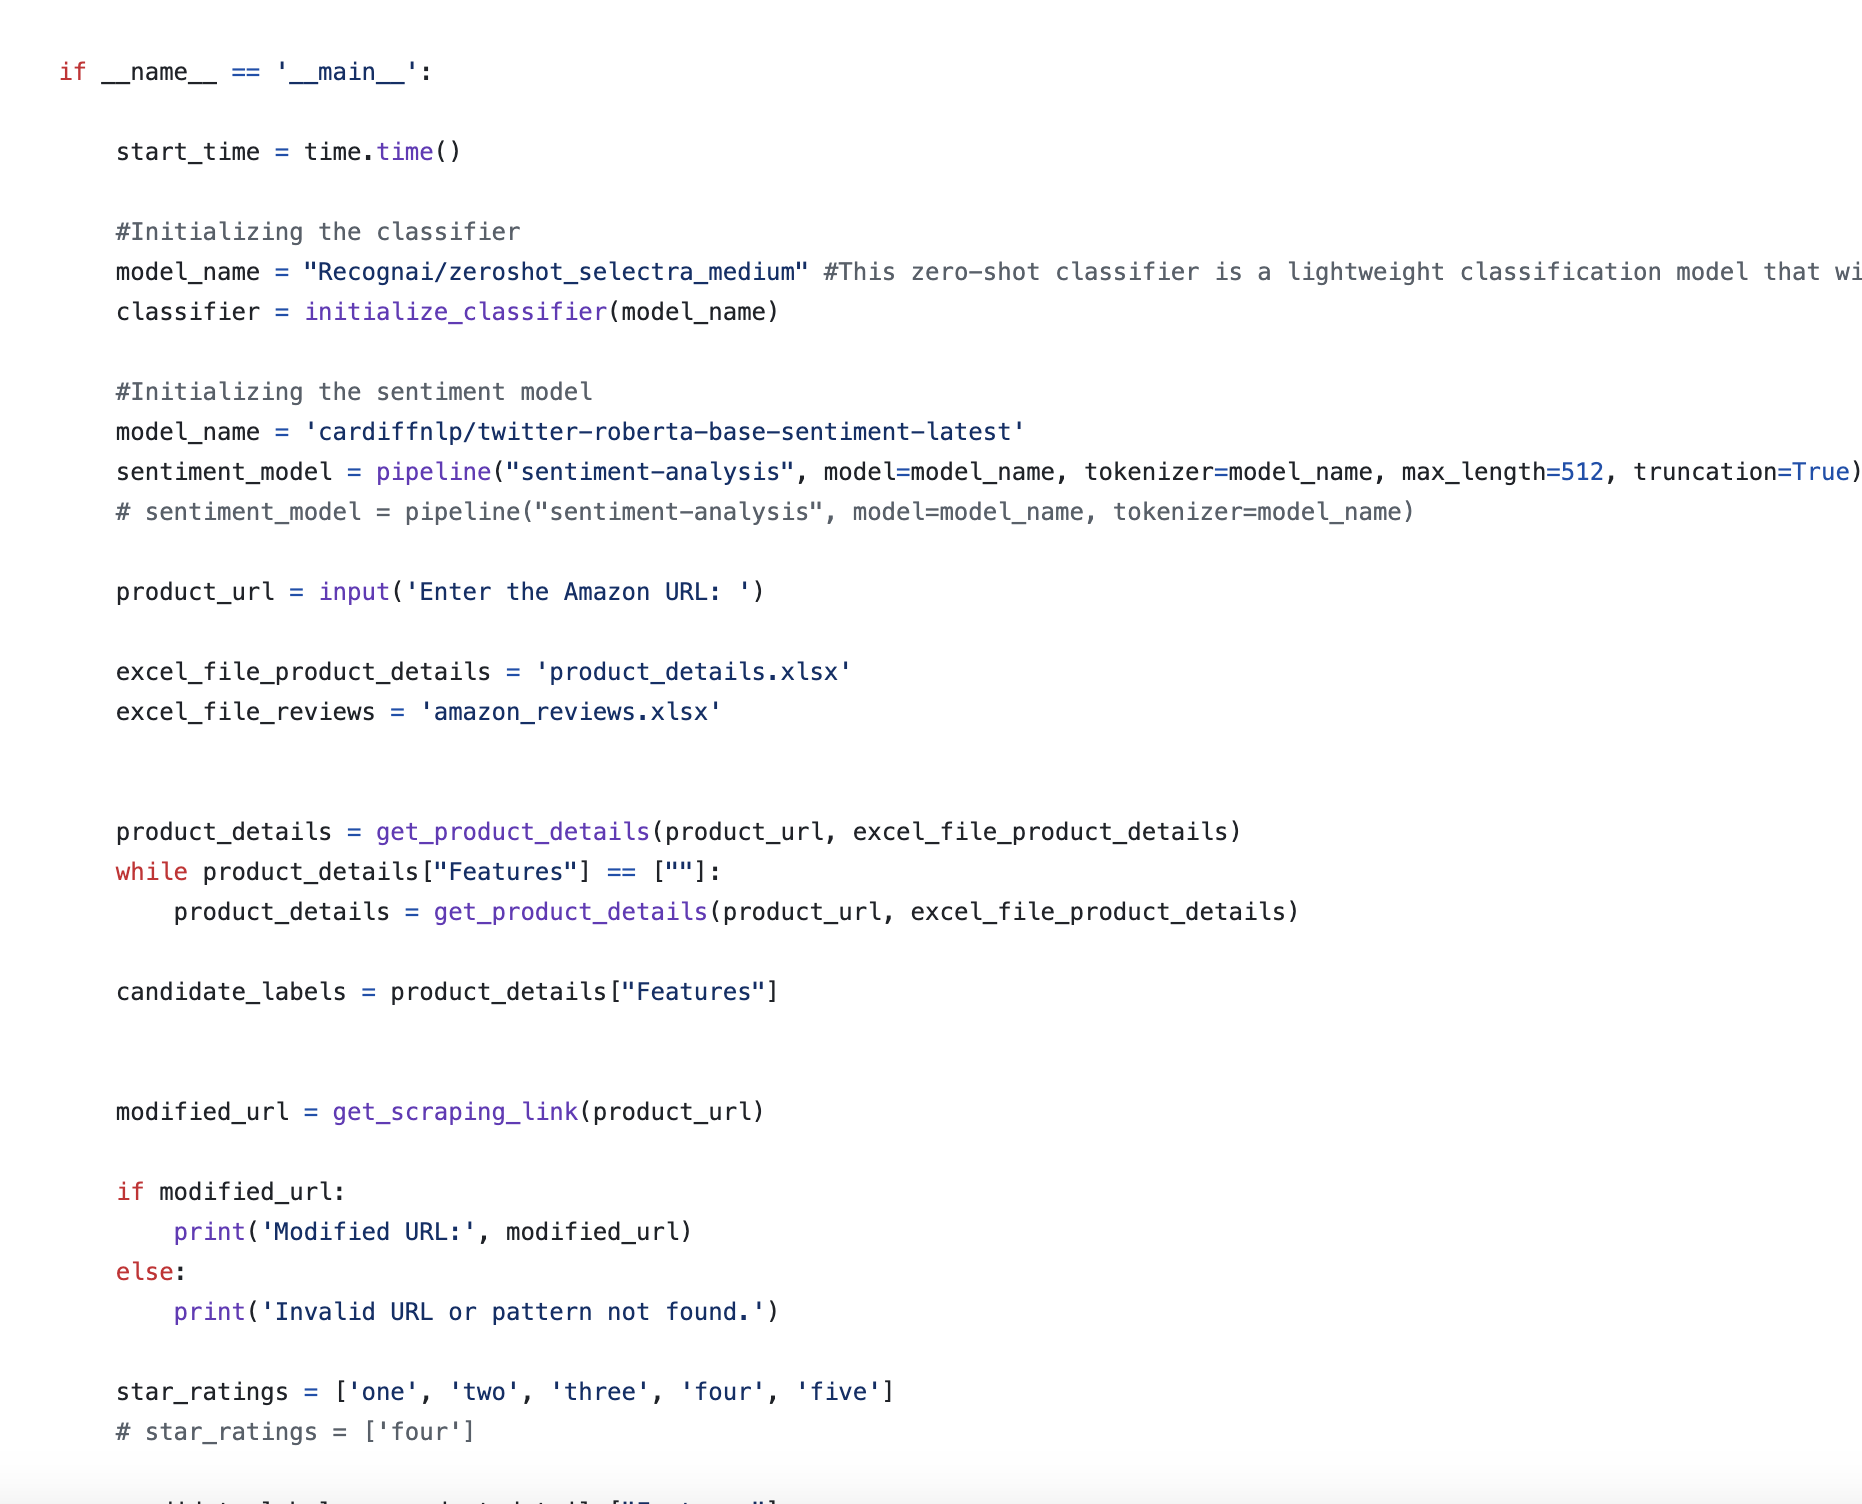 if __name__ == '__main__':
start_time = time.time()
#Initializing the classifier
model_name = "Recognai/zeroshot_selectra_medium" #This zero-shot classifier is a lightweight classification model that wi
classifier = initialize_classifier(model_name)
#Initializing the sentiment model
model_name = 'cardiffnlp/twitter-roberta-base-sentiment-latest'
sentiment_model = pipeline("sentiment-analysis", model=model_name, tokenizer=model_name, max_length=512, truncation=True)
# sentiment_model = pipeline("sentiment-analysis", model=model_name, tokenizer=model_name)
product_url = input('Enter the Amazon URL: ')
excel_file_product_details = 'product_details.xlsx'
excel_file_reviews = 'amazon_reviews.xlsx'
product_details = get_product_details(product_url, excel_file_product_details)
while product_details["Features"] == [""]:
product_details = get_product_details(product_url, excel_file_product_details)
candidate_labels = product_details["Features"]
modified_url = get_scraping_link(product_url)
if modified_url:
print('Modified URL:', modified_url)
else:
print('Invalid URL or pattern not found.')
star_ratings = ['one', 'two', 'three', 'four', 'five']
# star_ratings = ['four']